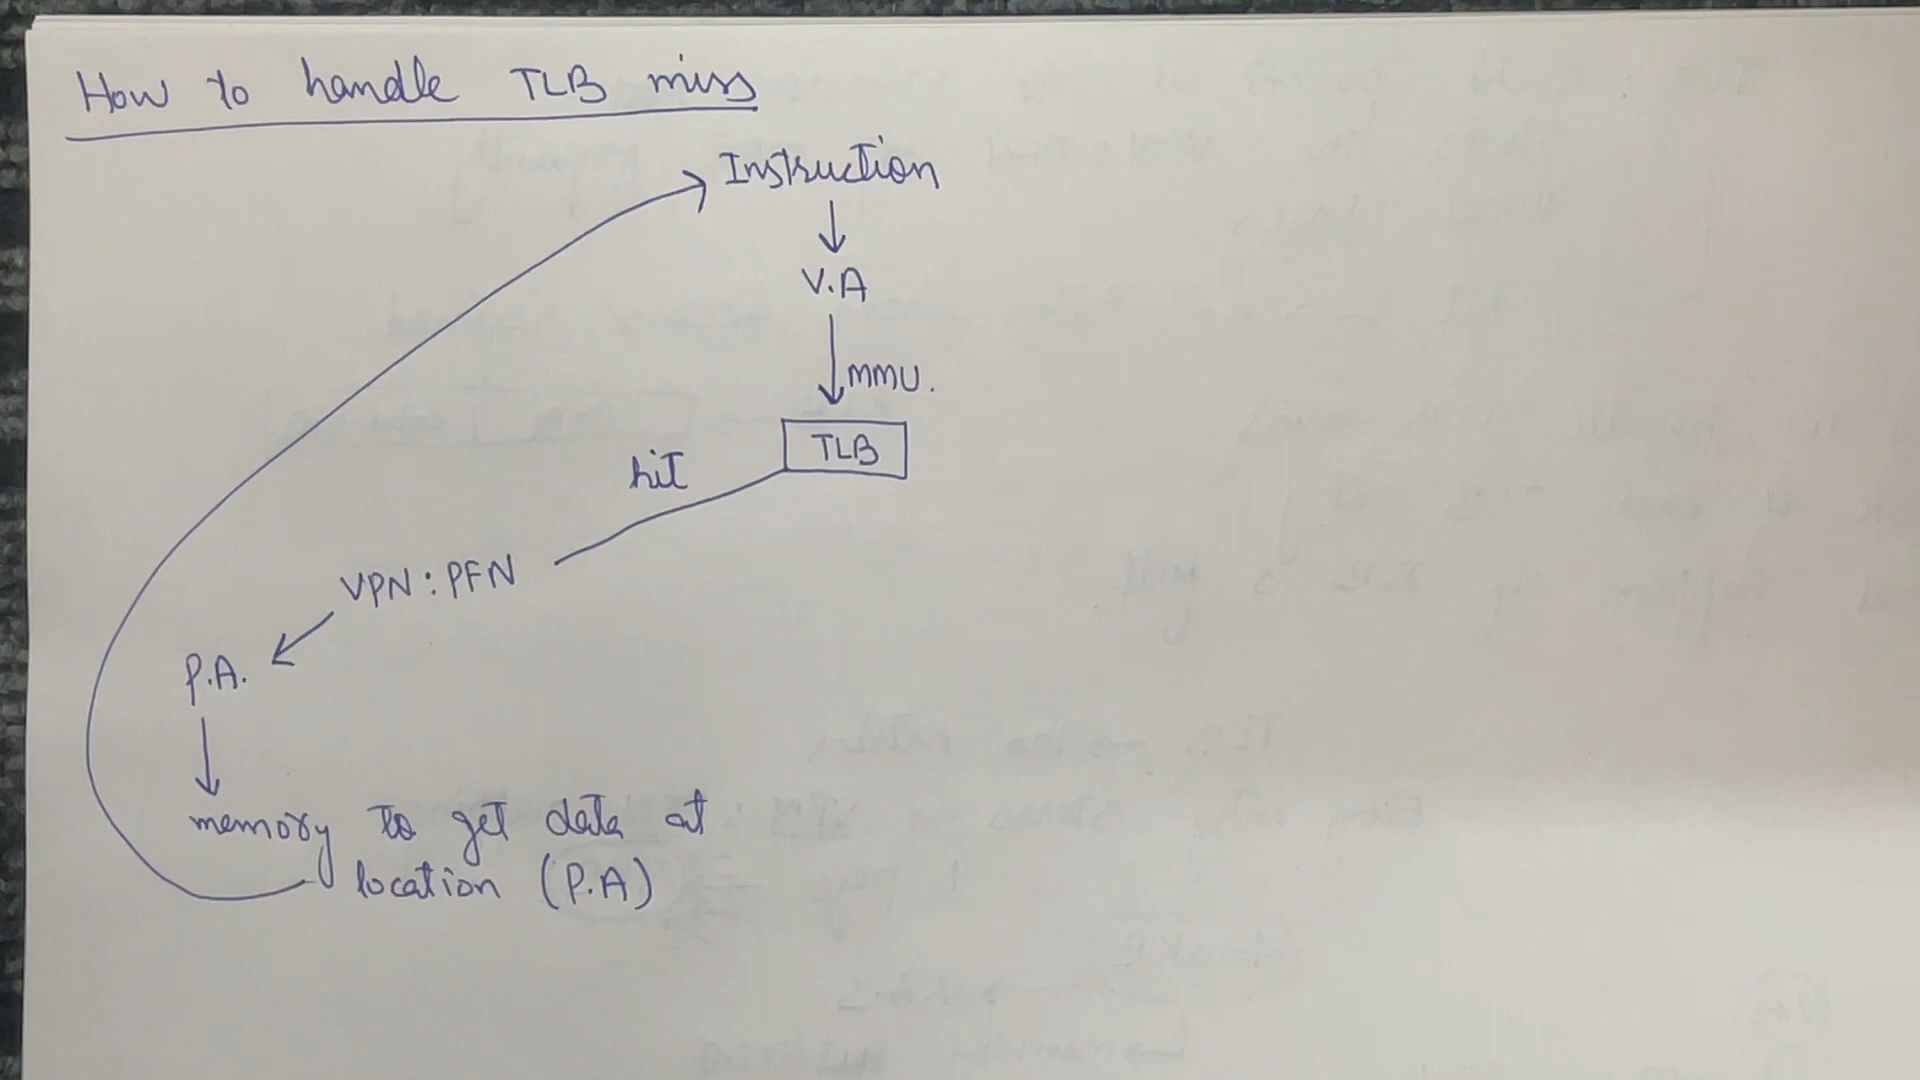 How to handle TLB miss
Instruction
V.A
MMU.
TLB
hit
VPN : PFN
P.A.
memory to get data at
location (P.A)